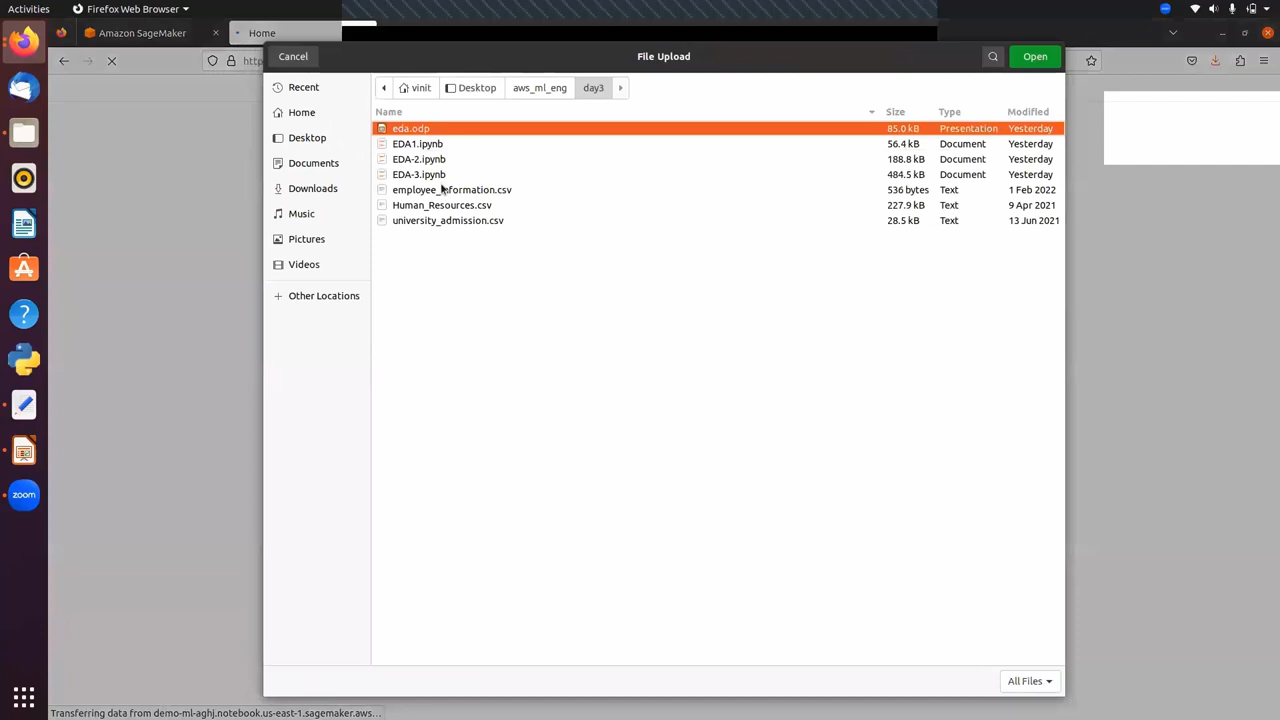 Activities
Firefox Web Browser
Amazon SageMaker
Home
http
Cancel
File Upload
Open
Recent
Home
Desktop
Documents
Downloads
Music
Pictures
Videos
Other Locations
vinit
Desktop
aws_ml_eng
day3
Name Size Type Modified
eda.odp 85.0 kB Presentation Yesterday
EDA1.ipynb 56.4 kB Document Yesterday
EDA-2.ipynb 188.8 kB Document Yesterday
EDA-3.ipynb 484.5 kB Document Yesterday
employee_information.csv 536 bytes Text 1 Feb 2022
Human_Resources.csv 227.9 kB Text 9 Apr 2021
university_admission.csv 28.5 kB Text 13 Jun 2021
All Files
zoom
Transferring data from demo-ml-aghj.notebook.us-east-1.sagemaker.aws...